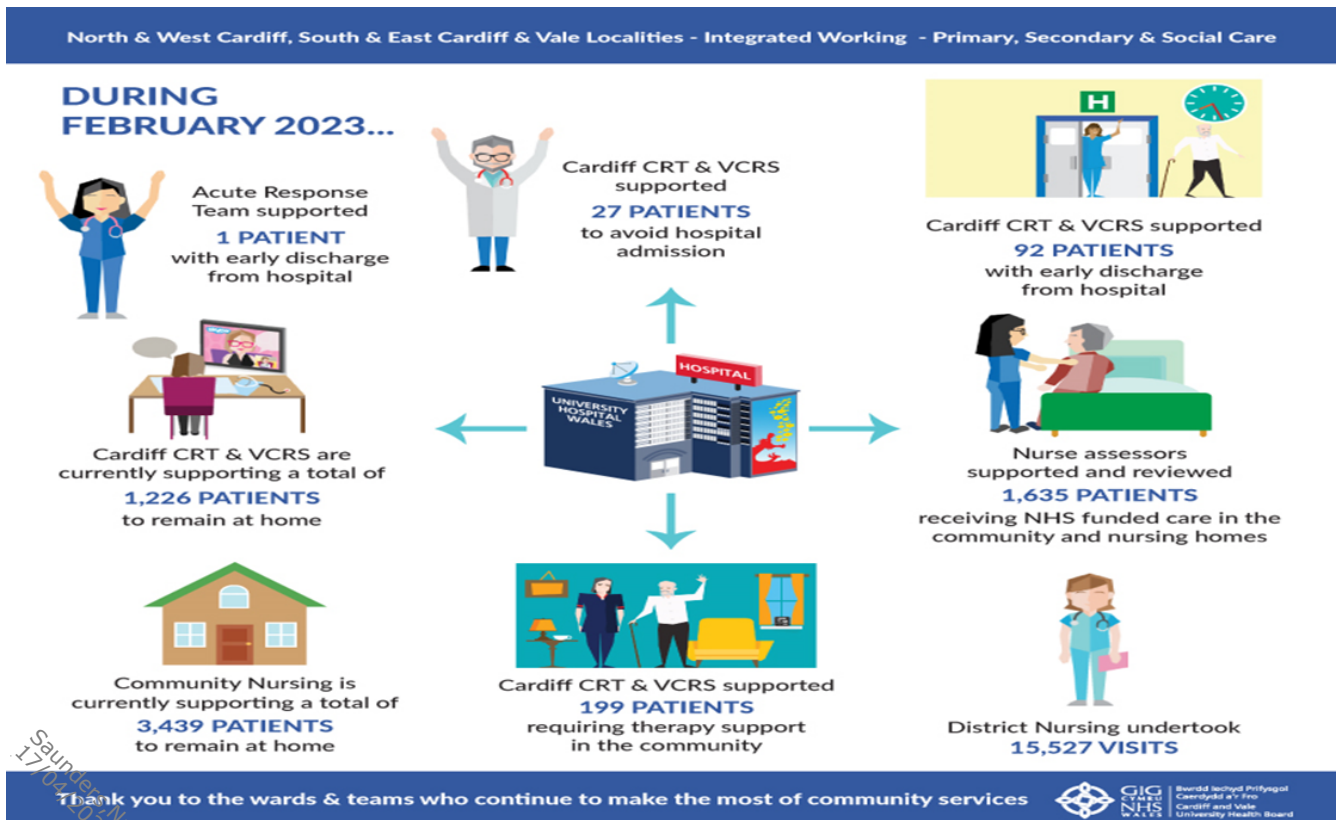 North & West Cardiff, South & East Cardiff & Vale Localities - Integrated Working - Primary, Secondary & Social Care
DURING
FEBRUARY 2023...
Acute Response
Team supported
1 PATIENT
with early discharge
from hospital
Cardiff CRT & VCRS
supported
27 PATIENTS
to avoid hospital
admission
H
Cardiff CRT & VCRS supported
92 PATIENTS
with early discharge
from hospital
Cardiff CRT & VCRS are
currently supporting a total of
1,226 PATIENTS
to remain at home
HOSPITAL
UNIVERSITY
HOSPITAL
WALES
Nurse assessors
supported and reviewed
1,635 PATIENTS
receiving NHS funded care in the
community and nursing homes
Community Nursing is
currently supporting a total of
3,439 PATIENTS
to remain at home
Cardiff CRT & VCRS supported
199 PATIENTS
requiring therapy support
in the community
District Nursing undertook
15,527 VISITS
Thank you to the wards & teams who continue to make the most of community services
GIG
CYMRU
NHS
WALES
Bwrdd Iechyd Prifysgol
Caerdydd a'r Fro
Cardiff and Vale
University Health Board